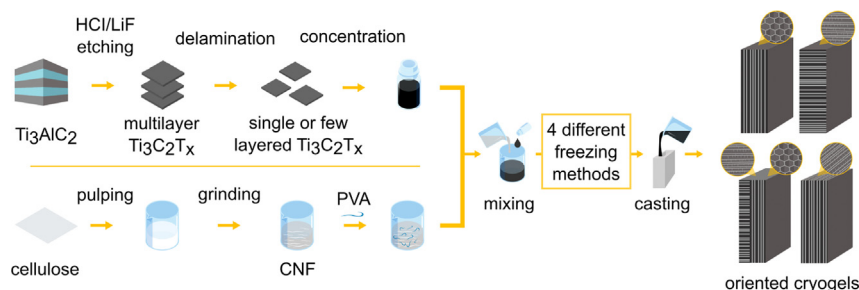 HCl/LiF
etching
delamination
concentration
Ti3AlC2
multilayer
Ti3C2Tx
single or few
layered Ti3C2Tx
pulping
grinding
PVA
cellulose
CNF
mixing
4 different
freezing
methods
casting
oriented cryogels